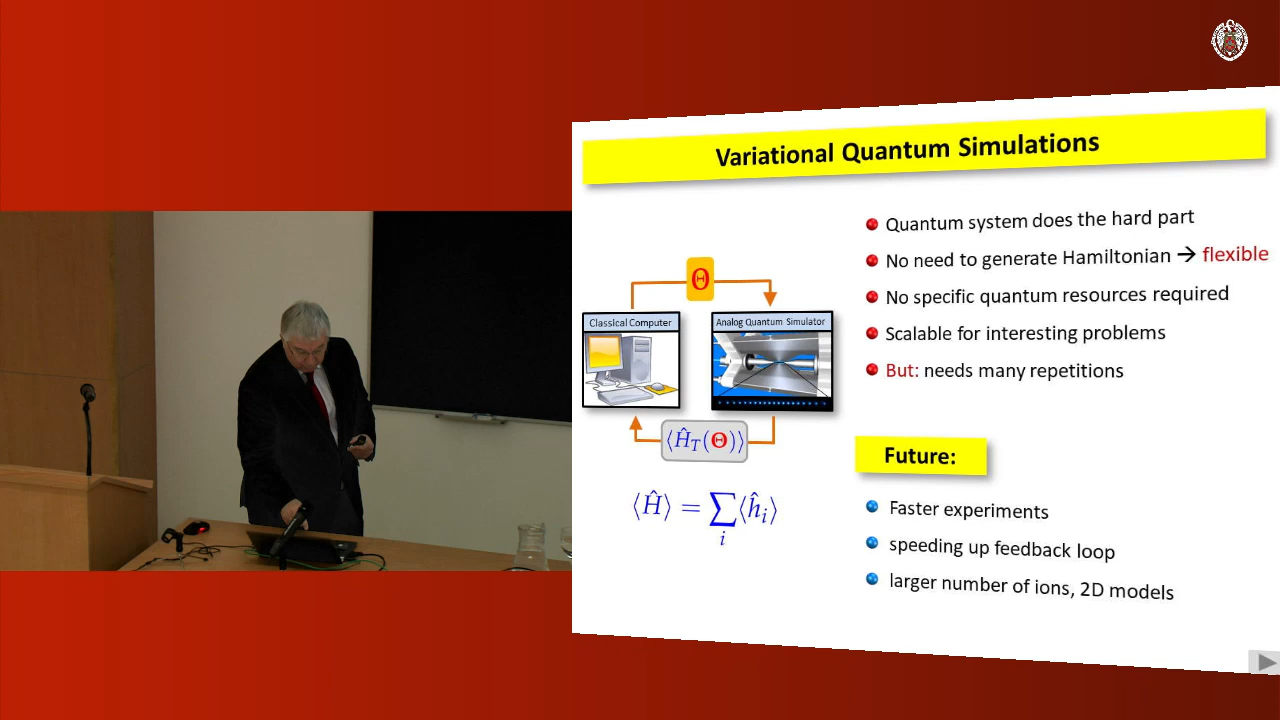 Variational Quantum Simulations
Quantum system does the hard part
No need to generate Hamiltonian → flexible
No specific quantum resources required
Scalable for interesting problems
But: needs many repetitions
Θ
Classical Computer
Analog Quantum Simulator
⟨Ĥ_T(Θ)⟩
⟨Ĥ⟩ = ∑_i⟨ĥ_i⟩
Future:
Faster experiments
speeding up feedback loop
larger number of ions, 2D models